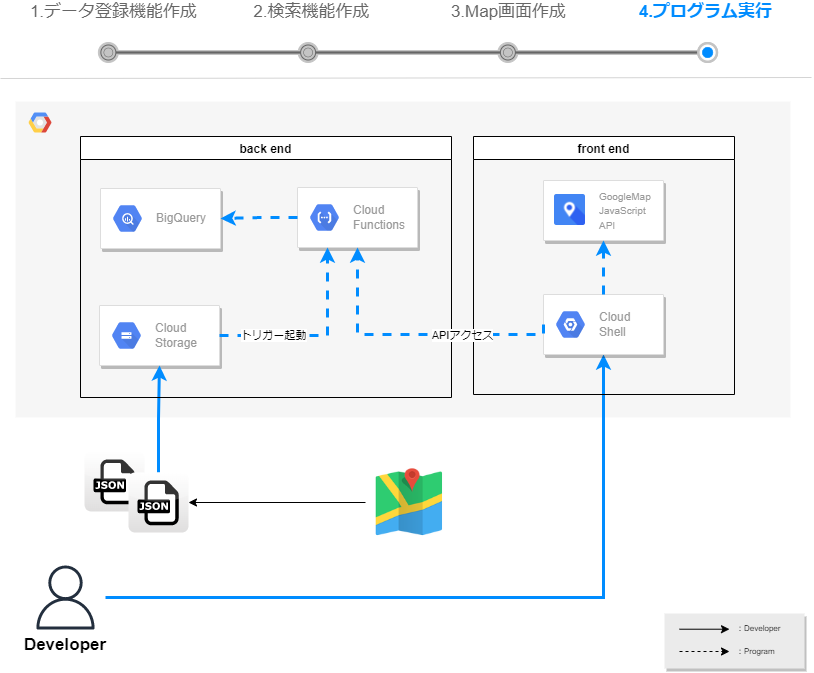 1.データ登録機能作成
2.検索機能作成
3.Map画面作成
4.プログラム実行
back end
front end
BigQuery
Cloud
Functions
GoogleMap
JavaScript
API
Cloud
Storage
トリガー起動
APIアクセス
Cloud
Shell
JSON
JSON
Developer
: Developer
: Program